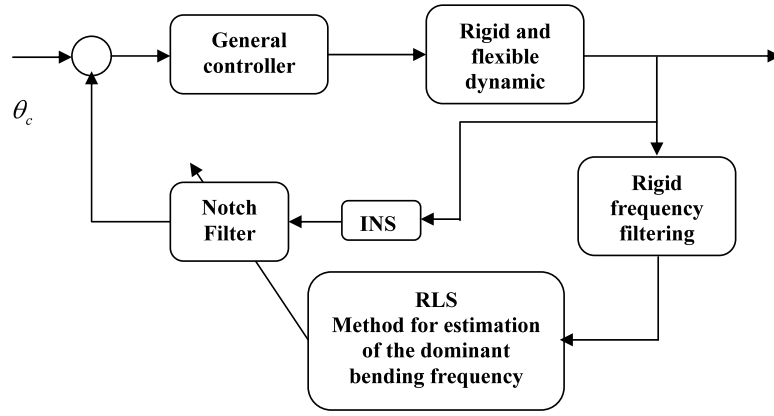 General
controller
Rigid and
flexible
dynamic
θc
Notch
Filter
INS
Rigid
frequency
filtering
RLS
Method for estimation
of the dominant
bending frequency